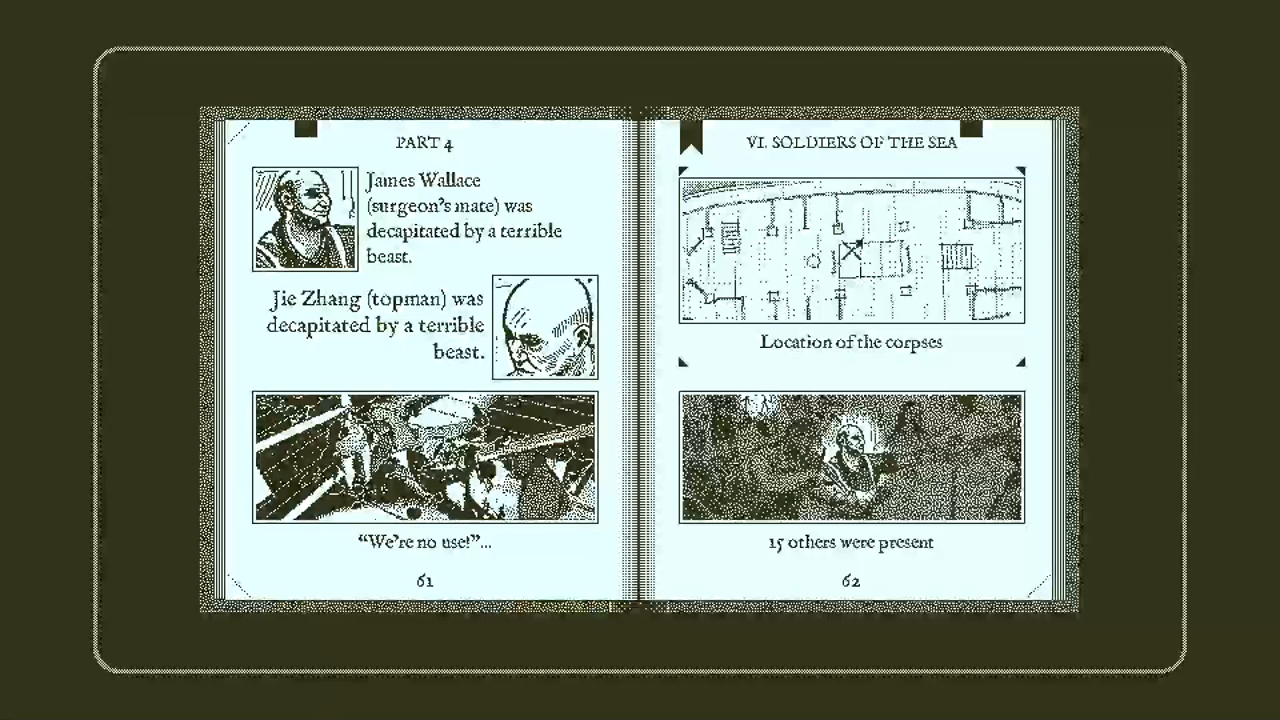 PART 4
James Wallace
(surgeon's mate) was
decapitated by a terrible
beast.
Jie Zhang (topman) was
decapitated by a terrible
beast.
"We're no use!"...
61
VI. SOLDIERS OF THE SEA
Location of the corpses
15 others were present
62